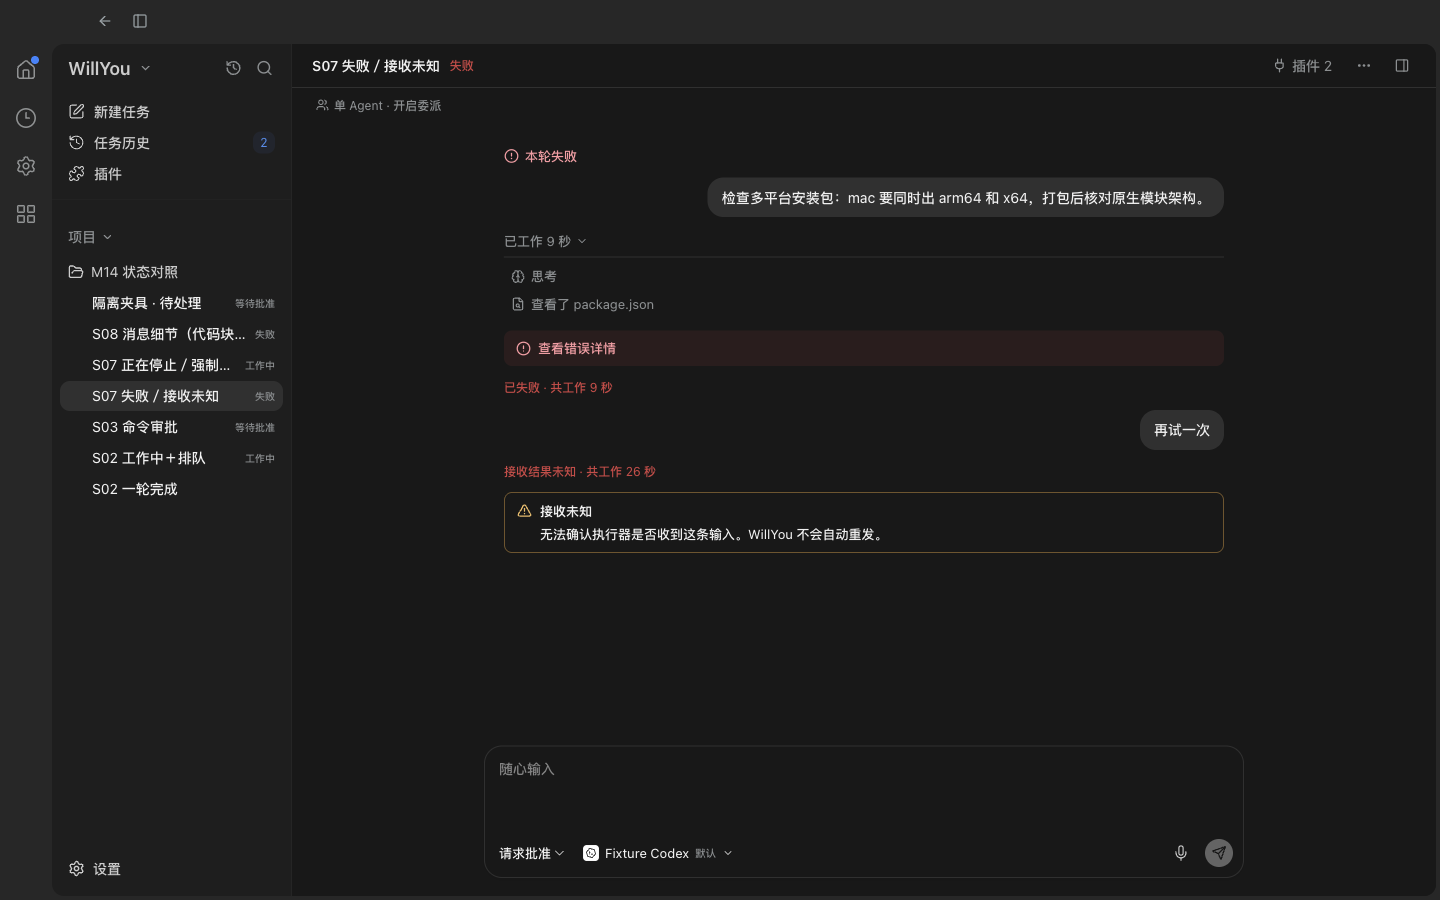 WillYou
新建任务
任务历史 2
插件
项目
M14 状态对照
隔离夹具 · 待处理 等待批准
S08 消息细节（代码块... 失败
S07 正在停止 / 强制... 工作中
S07 失败 / 接收未知 失败
S03 命令审批 等待批准
S02 工作中＋排队 工作中
S02 一轮完成
设置
S07 失败 / 接收未知 失败
插件 2
单 Agent · 开启委派
本轮失败
检查多平台安装包：mac 要同时出 arm64 和 x64，打包后核对原生模块架构。
已工作 9 秒
思考
查看了 package.json
查看错误详情
已失败 · 共工作 9 秒
再试一次
接收结果未知 · 共工作 26 秒
接收未知
无法确认执行器是否收到这条输入。WillYou 不会自动重发。
随心输入
请求批准 Fixture Codex 默认